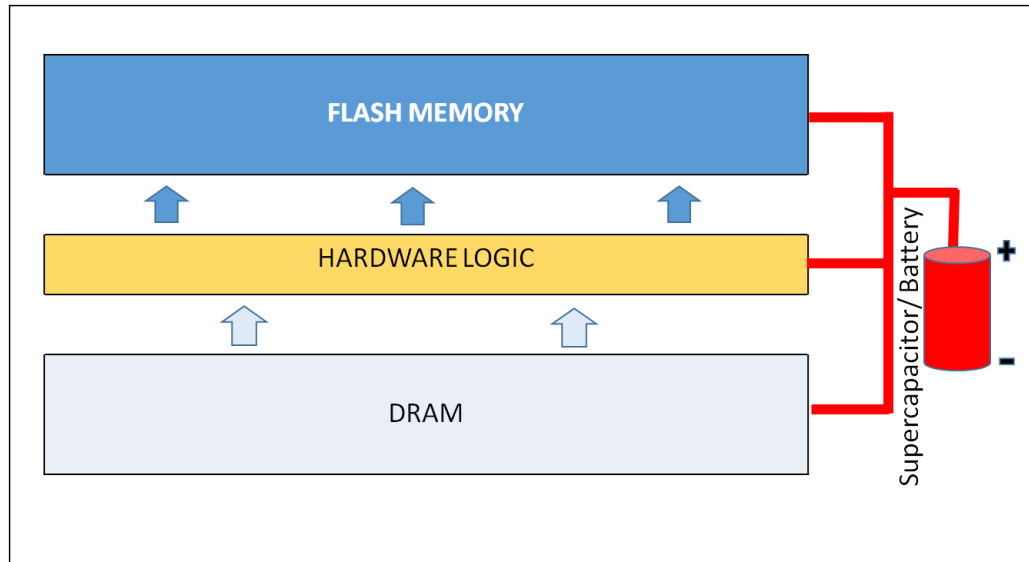 FLASH MEMORY
HARDWARE LOGIC
DRAM
Supercapacitor/ Battery
+
-